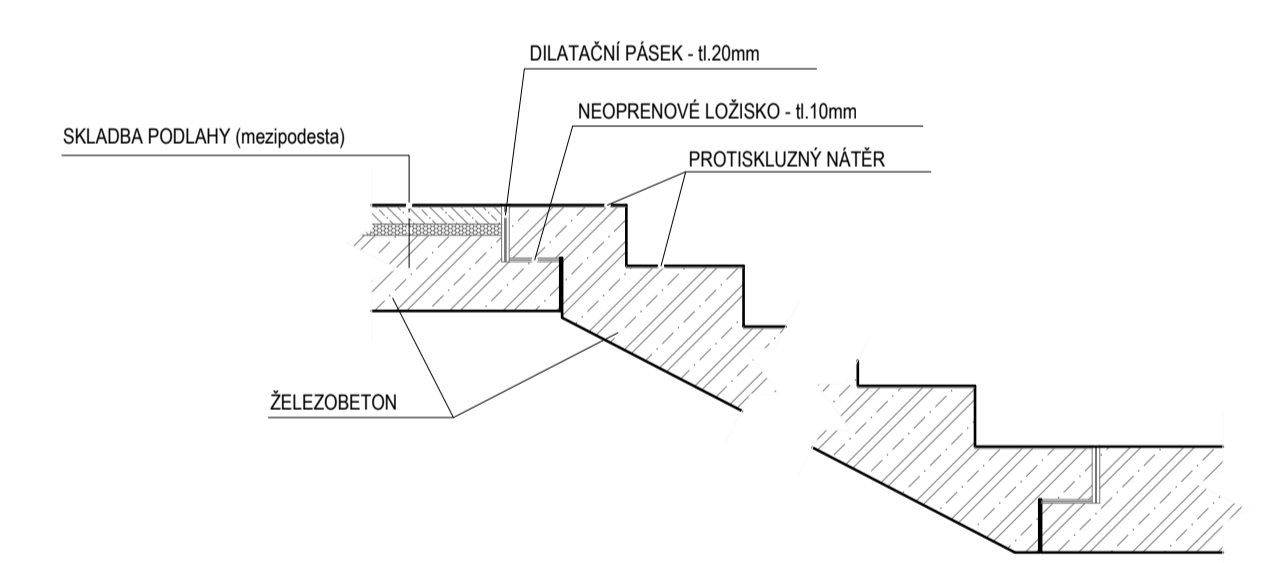 DILATAČNÍ PÁSEK - tl.20mm
NEOPRENOVÉ LOŽISKO - tl.10mm
SKLADBA PODLAHY (mezipodesta)
PROTISKLUZNÝ NÁTĚR
ŽELEZOBETON